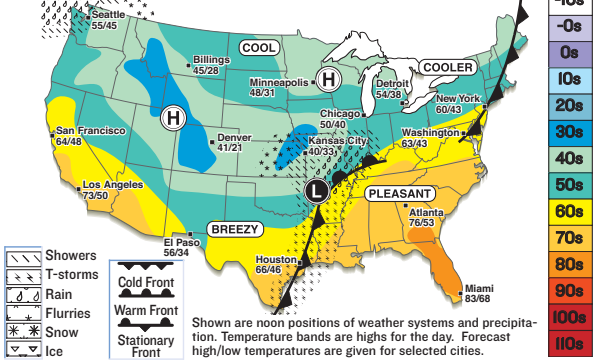 Seattle
55/45
Billings
45/28
COOL
Minneapolis
48/31
H
COOLER
Detroit
54/38
New York
60/43
Chicago
50/40
Washington
63/43
H
San Francisco
64/48
Denver
41/21
Kansas City
40/33
L
Los Angeles
73/50
PLEASANT
Atlanta
76/53
BREEZY
El Paso
56/34
Houston
66/46
Miami
83/68
Showers
T-storms
Rain
Flurries
Snow
Ice
Cold Front
Warm Front
Stationary
Front
Shown are noon positions of weather systems and precipita-
tion. Temperature bands are highs for the day. Forecast
high/low temperatures are given for selected cities.
-10s
-0s
0s
10s
20s
30s
40s
50s
60s
70s
80s
90s
100s
110s